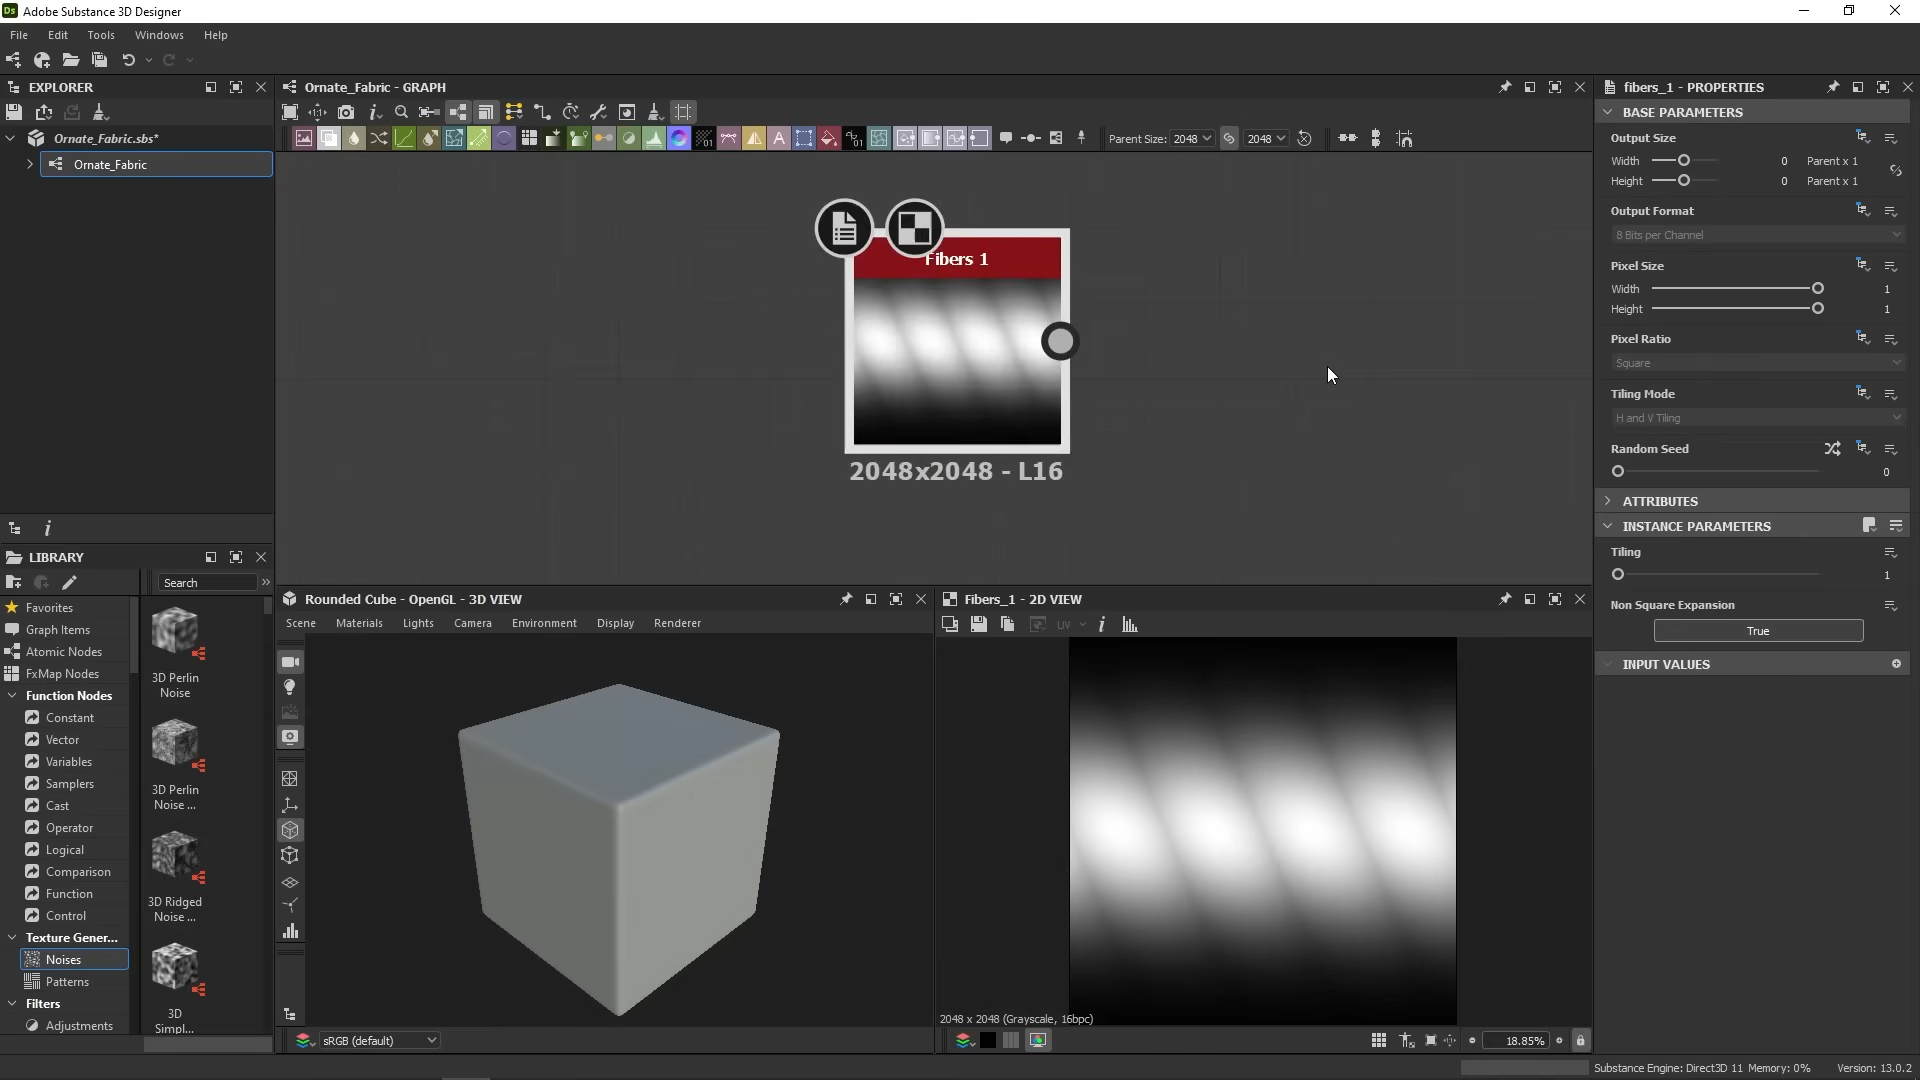 Ds Adobe Substance 3D Designer
File Edit Tools Windows Help
EXPLORER
Ornate_Fabric.sbs*
Ornate_Fabric
Ornate_Fabric - GRAPH
Parent Size: 2048 2048
Fibers 1
2048x2048 - L16
LIBRARY
Search
Favorites
Graph Items
Atomic Nodes
FxMap Nodes
Function Nodes
Constant
Vector
Variables
Samplers
Cast
Operator
Logical
Comparison
Function
Control
Texture Gener...
Noises
Patterns
Filters
Adjustments
3D Perlin
Noise
3D Perlin
Noise ...
3D Ridged
Noise ...
3D
Simpl...
Rounded Cube - OpenGL - 3D VIEW
Scene Materials Lights Camera Environment Display Renderer
sRGB (default)
Fibers_1 - 2D VIEW
UV
2048 x 2048 (Grayscale, 16bpc)
18.85%
fibers_1 - PROPERTIES
BASE PARAMETERS
Output Size
Width 0 Parent x 1
Height 0 Parent x 1
Output Format
8 Bits per Channel
Pixel Size
Width 1
Height 1
Pixel Ratio
Square
Tiling Mode
H and V Tiling
Random Seed
0
ATTRIBUTES
INSTANCE PARAMETERS
Tiling
1
Non Square Expansion
True
INPUT VALUES
Substance Engine: Direct3D 11 Memory: 0% Version: 13.0.2